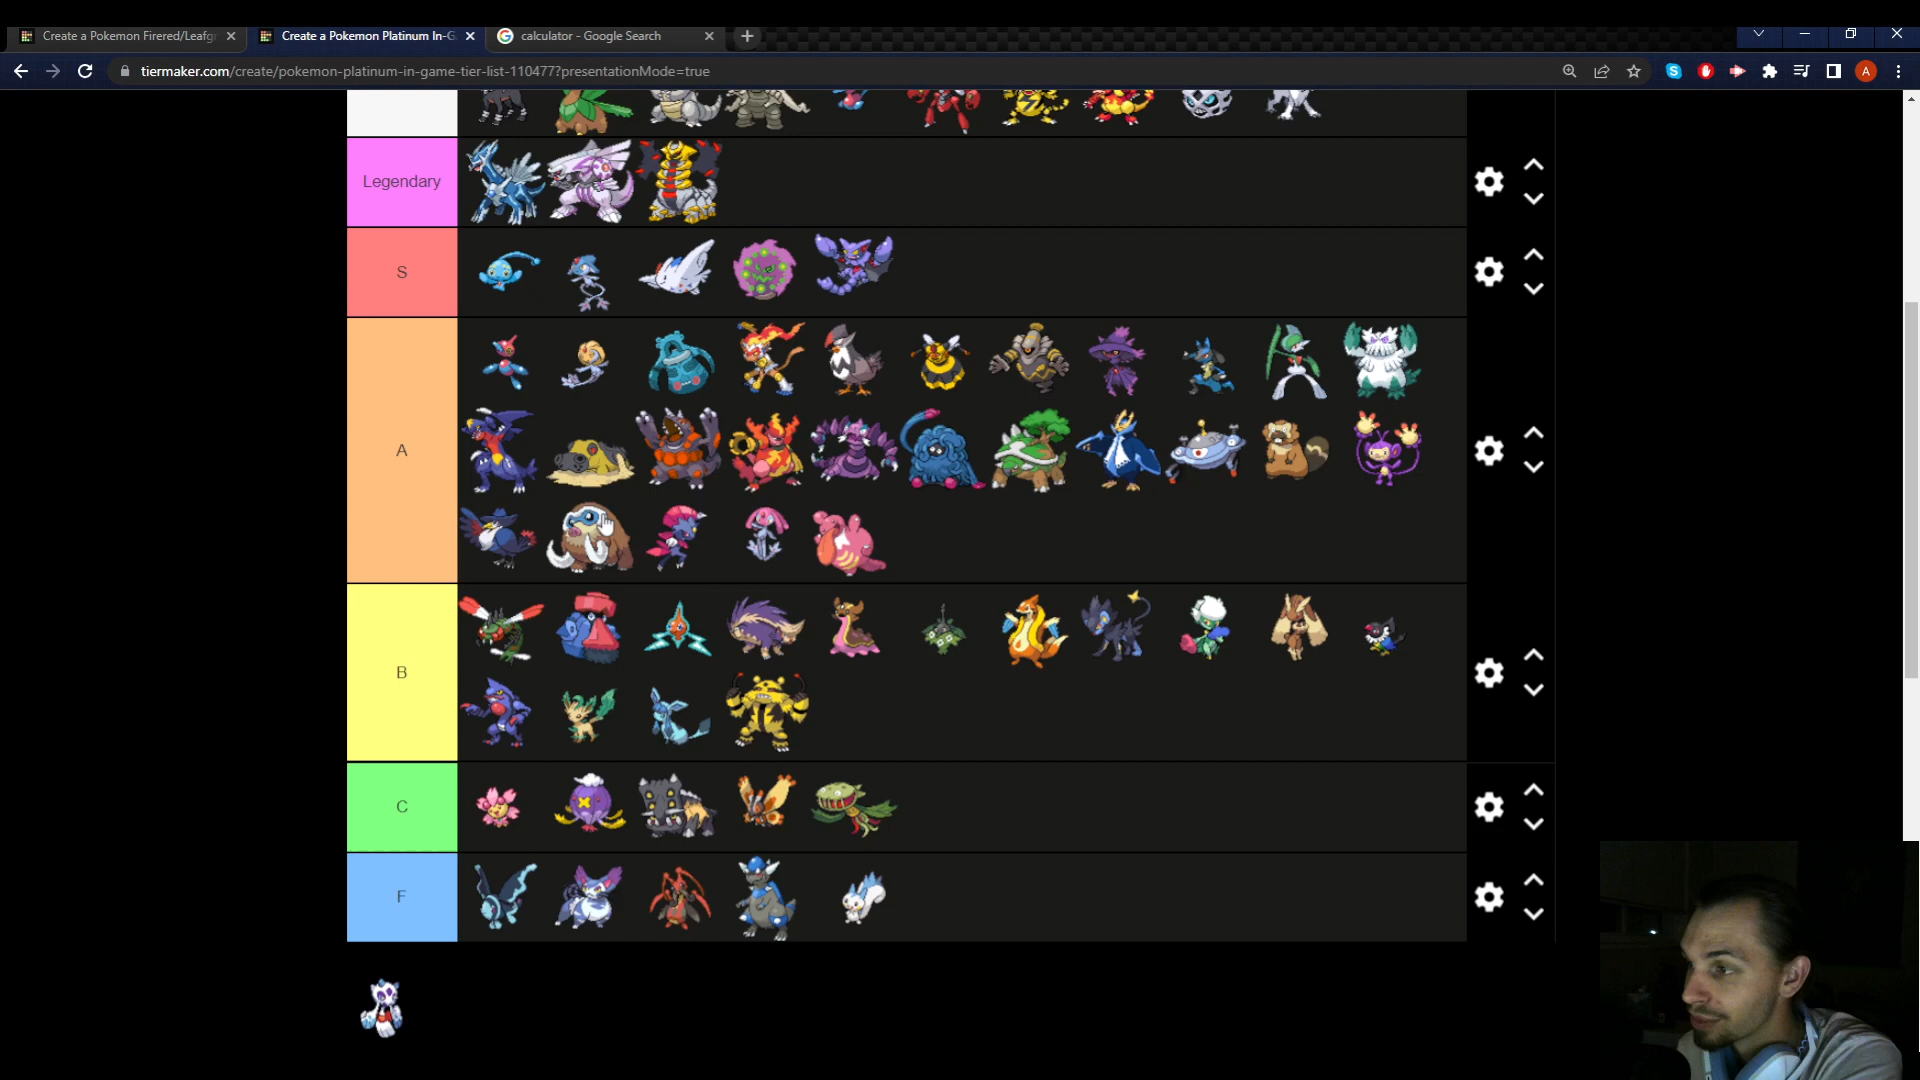 Create a Pokemon Firered/Leafgr
Create a Pokemon Platinum In-G
calculator - Google Search
tiermaker.com/create/pokemon-platinum-in-game-tier-list-110477?presentationMode=true
A
Legendary
S
A
B
C
F